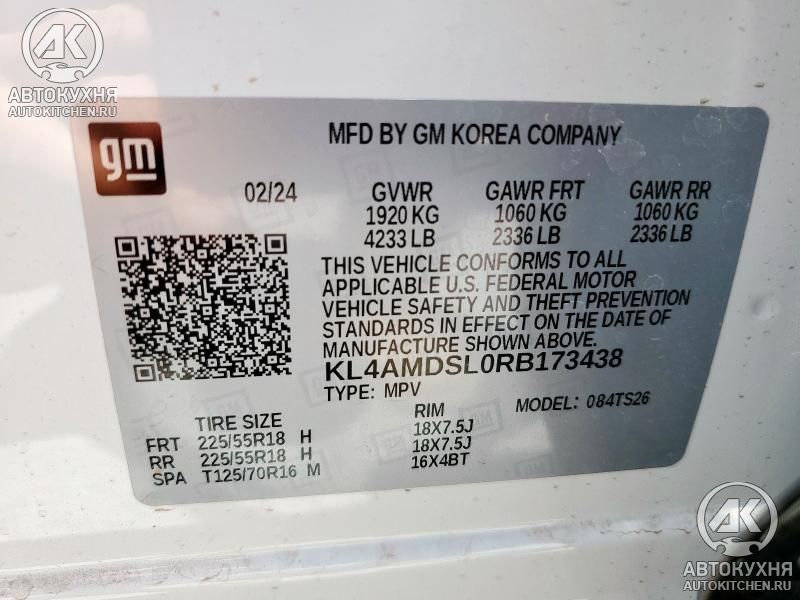 AK
АВТОКУХНЯ
AUTOKITCHEN.RU
gm
MFD BY GM KOREA COMPANY
02/24 GVWR GAWR FRT GAWR RR
1920 KG 1060 KG 1060 KG
4233 LB 2336 LB 2336 LB
THIS VEHICLE CONFORMS TO ALL
APPLICABLE U.S. FEDERAL MOTOR
VEHICLE SAFETY AND THEFT PREVENTION
STANDARDS IN EFFECT ON THE DATE OF
MANUFACTURE SHOWN ABOVE.
KL4AMDSL0RB173438
TYPE: MPV MODEL: 084TS26
TIRE SIZE RIM
FRT 225/55R18 H 18X7.5J
RR 225/55R18 H 18X7.5J
SPA T125/70R16 M 16X4BT
AK
АВТОКУХНЯ
AUTOKITCHEN.RU